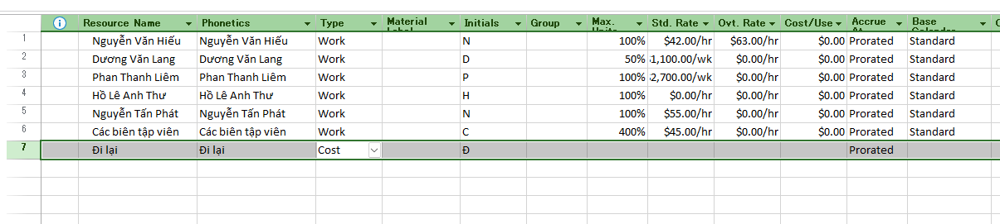 Resource Name Phonetics Type Material Label Initials Group Max. Units Std. Rate Ovt. Rate Cost/Use Accrue At Base Calendar
1 Nguyễn Văn Hiếu Nguyễn Văn Hiếu Work N 100% $42.00/hr $63.00/hr $0.00 Prorated Standard
2 Dương Văn Lang Dương Văn Lang Work D 50% 1,100.00/wk $0.00/hr $0.00 Prorated Standard
3 Phan Thanh Liêm Phan Thanh Liêm Work P 100% 2,700.00/wk $0.00/hr $0.00 Prorated Standard
4 Hồ Lê Anh Thư Hồ Lê Anh Thư Work H 100% $0.00/hr $0.00/hr $0.00 Prorated Standard
5 Nguyễn Tấn Phát Nguyễn Tấn Phát Work N 100% $55.00/hr $0.00/hr $0.00 Prorated Standard
6 Các biên tập viên Các biên tập viên Work C 400% $45.00/hr $0.00/hr $0.00 Prorated Standard
7 Đi lại Đi lại Cost Đ Prorated